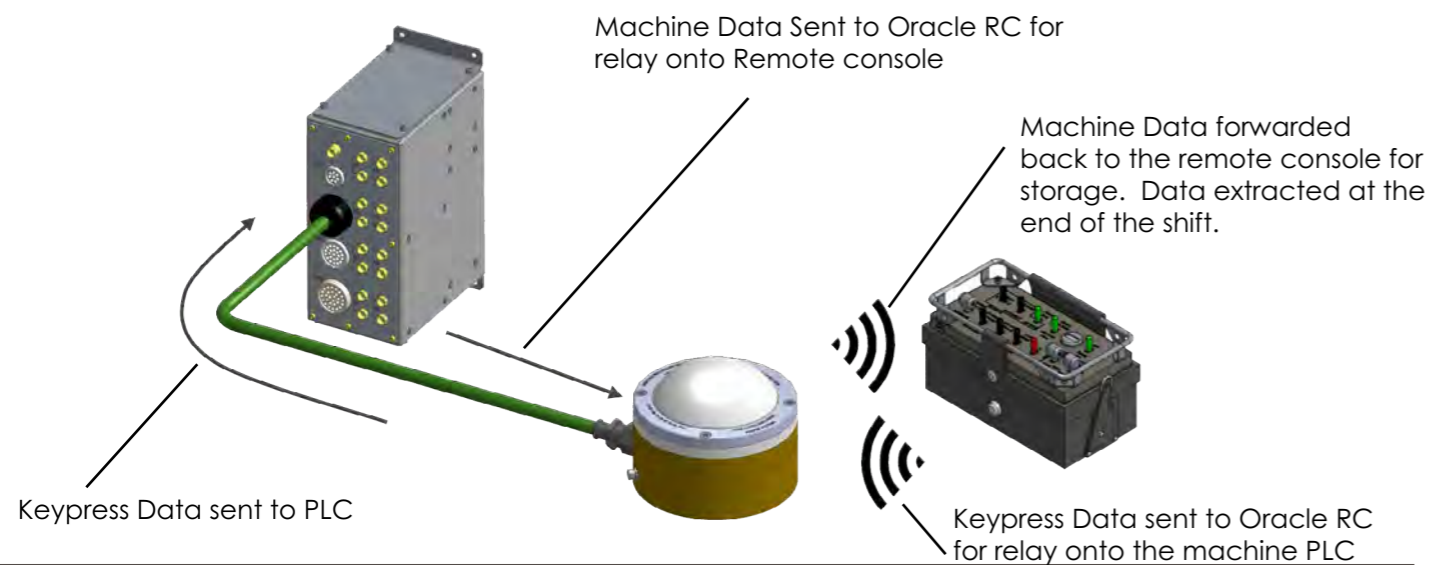 Machine Data Sent to Oracle RC for
relay onto Remote console
Machine Data forwarded
back to the remote console for
storage.  Data extracted at the
end of the shift.
Keypress Data sent to PLC
Keypress Data sent to Oracle RC
for relay onto the machine PLC